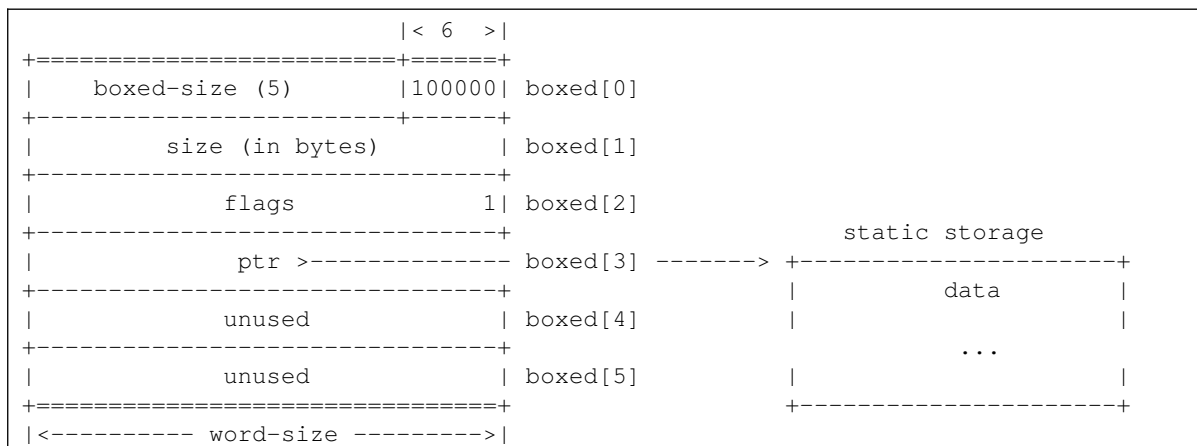 |< 6  >|
+=========================+======+
|    boxed-size (5)       |100000| boxed[0]
+-------------------------+------+
|         size (in bytes)        | boxed[1]
+--------------------------------+
|             flags             1| boxed[2]
+--------------------------------+                       static storage
|              ptr >-------------- boxed[3] -------> +----------------------+
+--------------------------------+                   |          data        |
|             unused             | boxed[4]          |                      |
+--------------------------------+                               ...
|             unused             | boxed[5]          |                      |
+================================+                   +----------------------+
|<---------- word-size --------->|